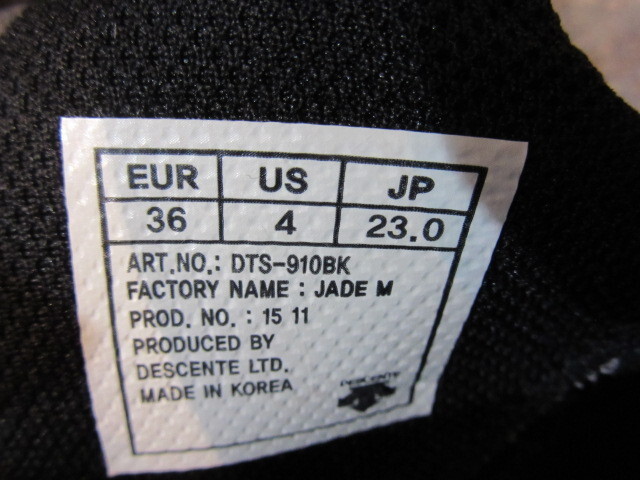 EUR US JP
36 4 23.0
ART.NO.: DTS-910BK
FACTORY NAME : JADE M
PROD. NO. : 15 11
PRODUCED BY
DESCENTE LTD.
MADE IN KOREA
DESCENTE